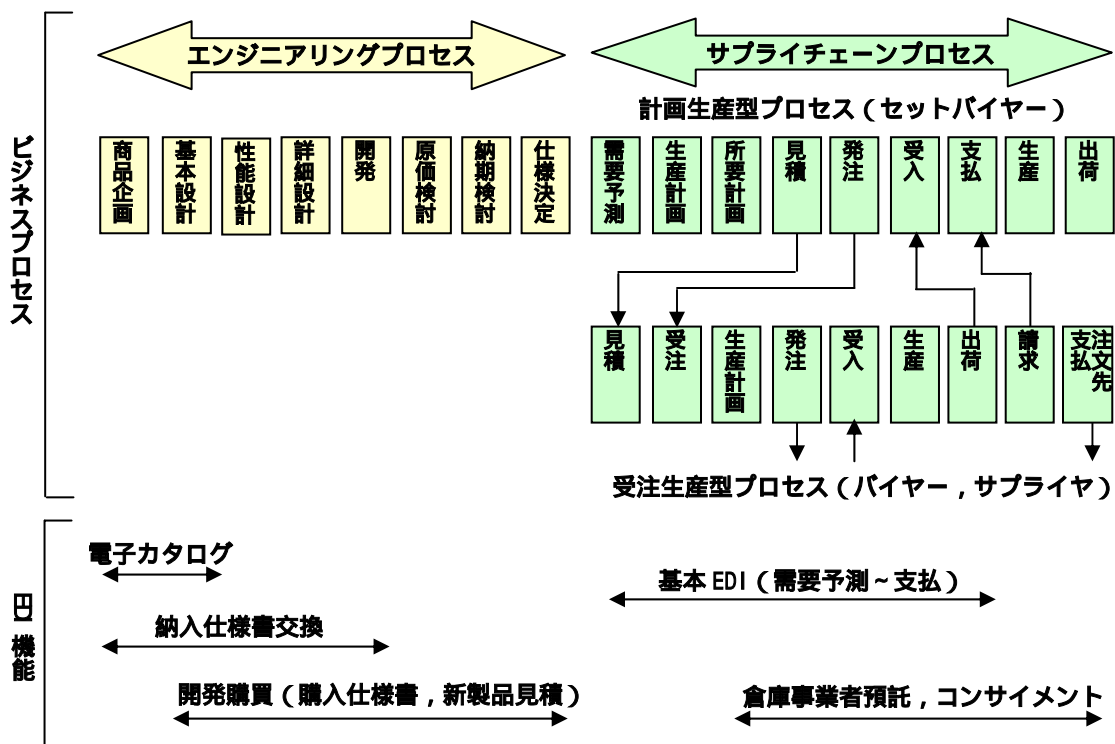 エンジニアリングプロセス
サプライチェーンプロセス
計画生産型プロセス(セットバイヤー)
ビジネスプロセス
商品企画
基本設計
性能設計
詳細設計
開発
原価検討
納期検討
仕様決定
需要予測
生産計画
所要計画
見積
発注
受入
支払
生産
出荷
見積
受注
生産計画
発注
受入
生産
出荷
請求
注文先
支払
受注生産型プロセス(バイヤー,サプライヤ)
電子カタログ
基本 EDI(需要予測~支払)
納入仕様書交換
機能
開発購買(購入仕様書,新製品見積)
倉庫事業者預託,コンサイメント